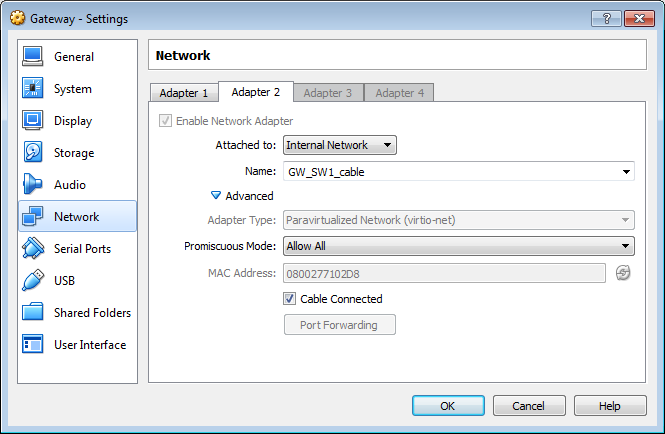 Gateway - Settings
General
System
Display
Storage
Audio
Network
Serial Ports
USB
Shared Folders
User Interface
Network
Adapter 1 Adapter 2 Adapter 3 Adapter 4
Enable Network Adapter
Attached to: Internal Network
Name: GW_SW1_cable
Advanced
Adapter Type: Paravirtualized Network (virtio-net)
Promiscuous Mode: Allow All
MAC Address: 0800277102D8
Cable Connected
Port Forwarding
OK Cancel Help